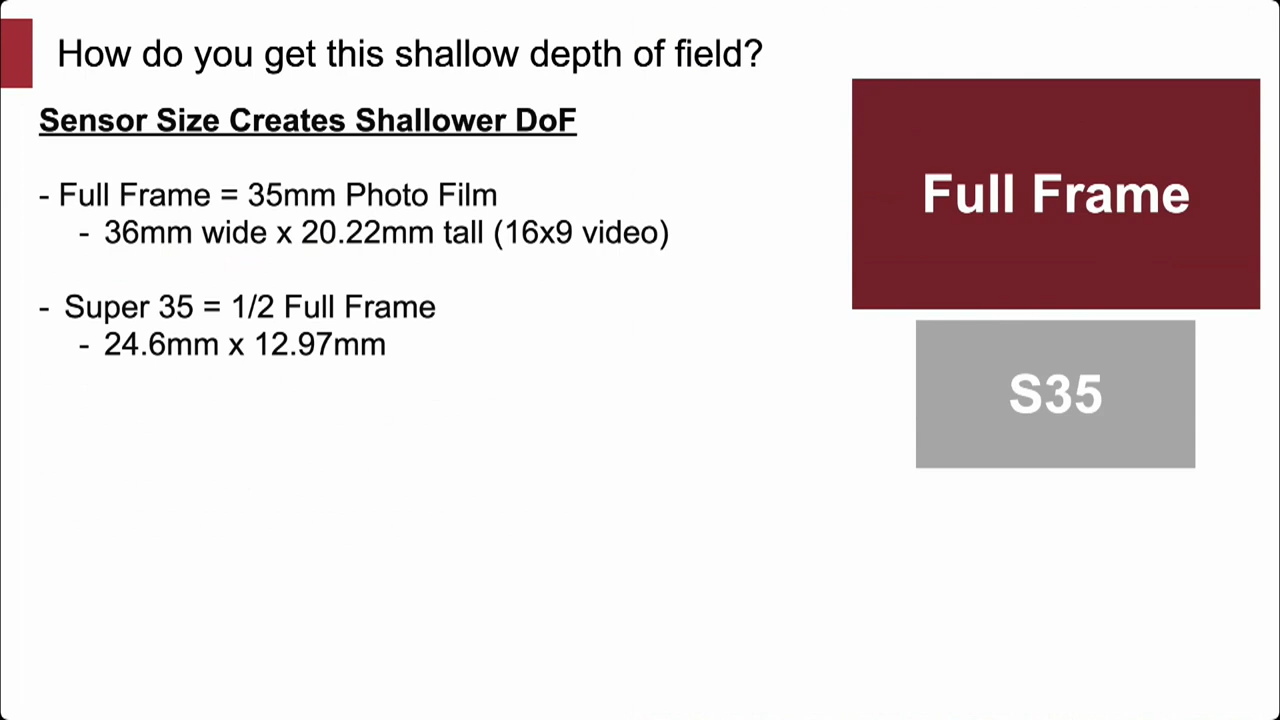 How do you get this shallow depth of field?
Sensor Size Creates Shallower DoF
- Full Frame = 35mm Photo Film
- 36mm wide x 20.22mm tall (16x9 video)
- Super 35 = 1/2 Full Frame
- 24.6mm x 12.97mm
Full Frame
S35